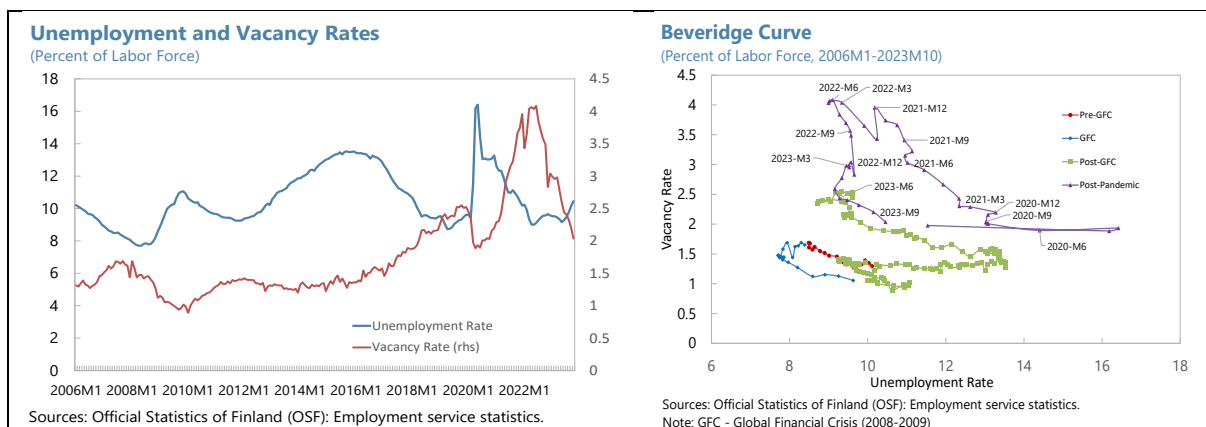 Unemployment and Vacancy Rates
(Percent of Labor Force)
18
16
14
12
10
8
6
4
2
0
4.5
4
3.5
3
2.5
2
1.5
1
0.5
0
Unemployment Rate
Vacancy Rate (rhs)
2006M1 2008M1 2010M1 2012M1 2014M1 2016M1 2018M1 2020M1 2022M1
Sources: Official Statistics of Finland (OSF): Employment service statistics.
Beveridge Curve
(Percent of Labor Force, 2006M1-2023M10)
Vacancy Rate
4.5
4
3.5
3
2.5
2
1.5
1
0.5
0
2022-M6
2022-M3
2021-M12
2022-M9
2021-M9
2023-M3
2022-M12
2021-M6
2023-M6
2021-M3
2020-M12
2023-M9
2020-M9
2020-M6
Pre-GFC
GFC
Post-GFC
Post-Pandemic
6 8 10 12 14 16 18
Unemployment Rate
Sources: Official Statistics of Finland (OSF): Employment service statistics.
Note: GFC - Global Financial Crisis (2008-2009)